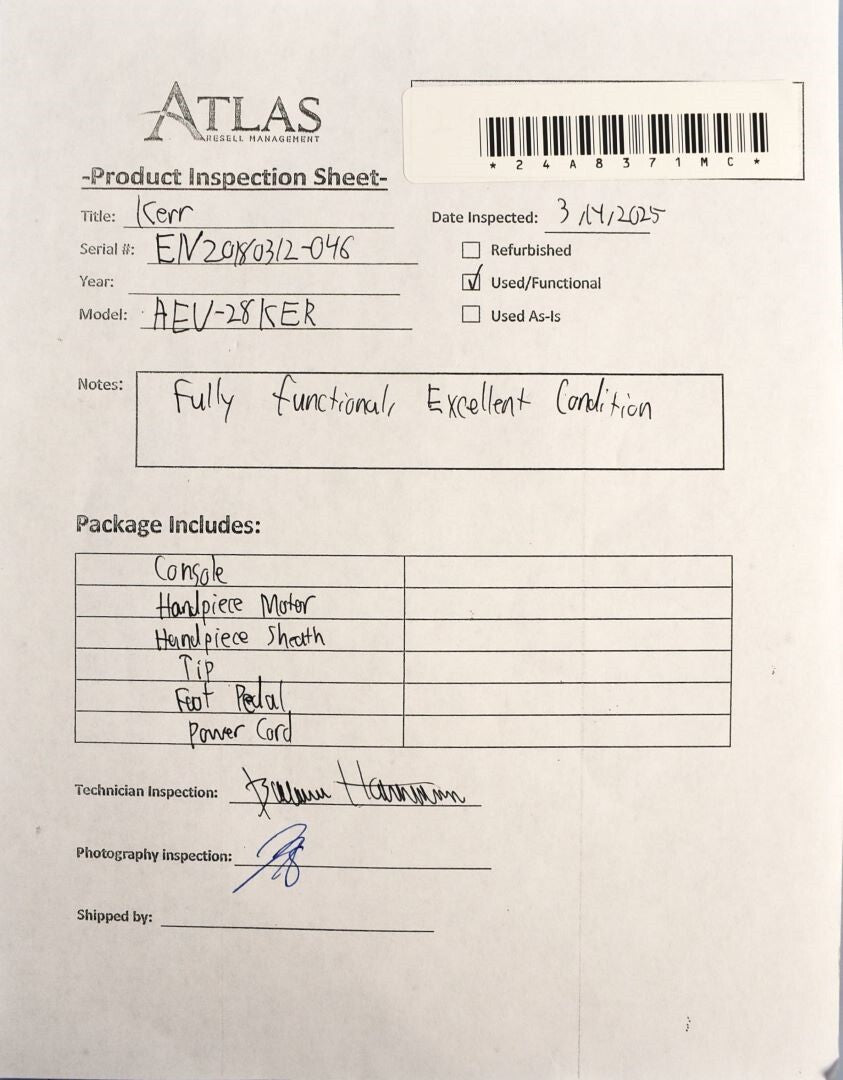 ATLAS
RESELL MANAGEMENT
* 2 4 A 8 3 7 1 M C *
-Product Inspection Sheet-
Title: Kerr
Date Inspected: 3/14/2025
Serial #: EN20180312-046
Refurbished
Year:
Used/Functional
Model: AEU-28KER
Used As-Is
Notes: Fully functional, Excellent Condition
Package Includes:
Console
Handpiece Motor
Handpiece Sheath
Tip
Foot Pedal
Power Cord
Technician Inspection:
Photography inspection:
Shipped by: